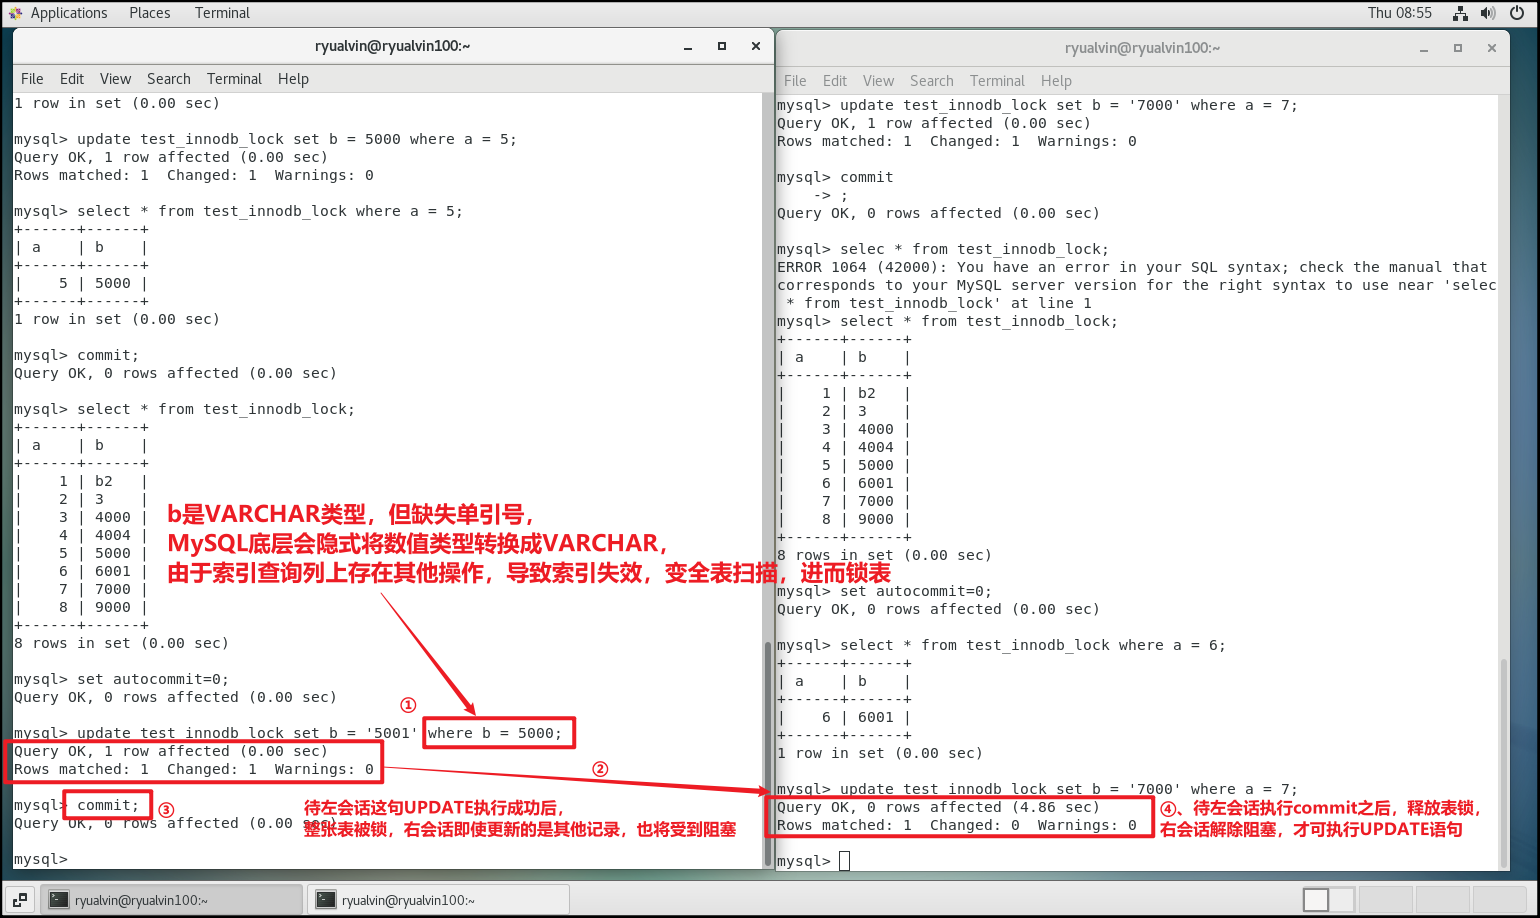 Applications Places Terminal Thu 08:55
ryualvin@ryualvin100:~
File Edit View Search Terminal Help
1 row in set (0.00 sec)
mysql> update test_innodb_lock set b = 5000 where a = 5;
Query OK, 1 row affected (0.00 sec)
Rows matched: 1  Changed: 1  Warnings: 0
mysql> select * from test_innodb_lock where a = 5;
+------+------+
| a    | b    |
+------+------+
|    5 | 5000 |
+------+------+
1 row in set (0.00 sec)
mysql> commit;
Query OK, 0 rows affected (0.00 sec)
mysql> select * from test_innodb_lock;
+------+------+
| a    | b    |
+------+------+
|    1 | b2   |
|    2 | 3    |
|    3 | 4000 |
|    4 | 4004 |
|    5 | 5000 |
|    6 | 6001 |
|    7 | 7000 |
|    8 | 9000 |
+------+------+
8 rows in set (0.00 sec)
b是VARCHAR类型，但缺失单引号，
MySQL底层会隐式将数值类型转换成VARCHAR，
由于索引查询列上存在其他操作，导致索引失效，变全表扫描，进而锁表
mysql> set autocommit=0;
Query OK, 0 rows affected (0.00 sec)
①
mysql> update test_innodb_lock set b = '5001' where b = 5000;
Query OK, 1 row affected (0.00 sec)
Rows matched: 1  Changed: 1  Warnings: 0
②
mysql> commit;
③
Query OK, 0 rows affected (0.00 sec)
待左会话这句UPDATE执行成功后，
整张表被锁，右会话即使更新的是其他记录，也将受到阻塞
mysql>
ryualvin@ryualvin100:~
File Edit View Search Terminal Help
mysql> update test_innodb_lock set b = '7000' where a = 7;
Query OK, 1 row affected (0.00 sec)
Rows matched: 1  Changed: 1  Warnings: 0
mysql> commit
    -> ;
Query OK, 0 rows affected (0.00 sec)
mysql> selec * from test_innodb_lock;
ERROR 1064 (42000): You have an error in your SQL syntax; check the manual that
corresponds to your MySQL server version for the right syntax to use near 'selec
 * from test_innodb_lock' at line 1
mysql> select * from test_innodb_lock;
+------+------+
| a    | b    |
+------+------+
|    1 | b2   |
|    2 | 3    |
|    3 | 4000 |
|    4 | 4004 |
|    5 | 5000 |
|    6 | 6001 |
|    7 | 7000 |
|    8 | 9000 |
+------+------+
8 rows in set (0.00 sec)
mysql> set autocommit=0;
Query OK, 0 rows affected (0.00 sec)
mysql> select * from test_innodb_lock where a = 6;
+------+------+
| a    | b    |
+------+------+
|    6 | 6001 |
+------+------+
1 row in set (0.00 sec)
mysql> update test_innodb_lock set b = '7000' where a = 7;
Query OK, 0 rows affected (4.86 sec)
Rows matched: 1  Changed: 0  Warnings: 0
④、待左会话执行commit之后，释放表锁，
右会话解除阻塞，才可执行UPDATE语句
mysql>
ryualvin@ryualvin100:~
ryualvin@ryualvin100:~